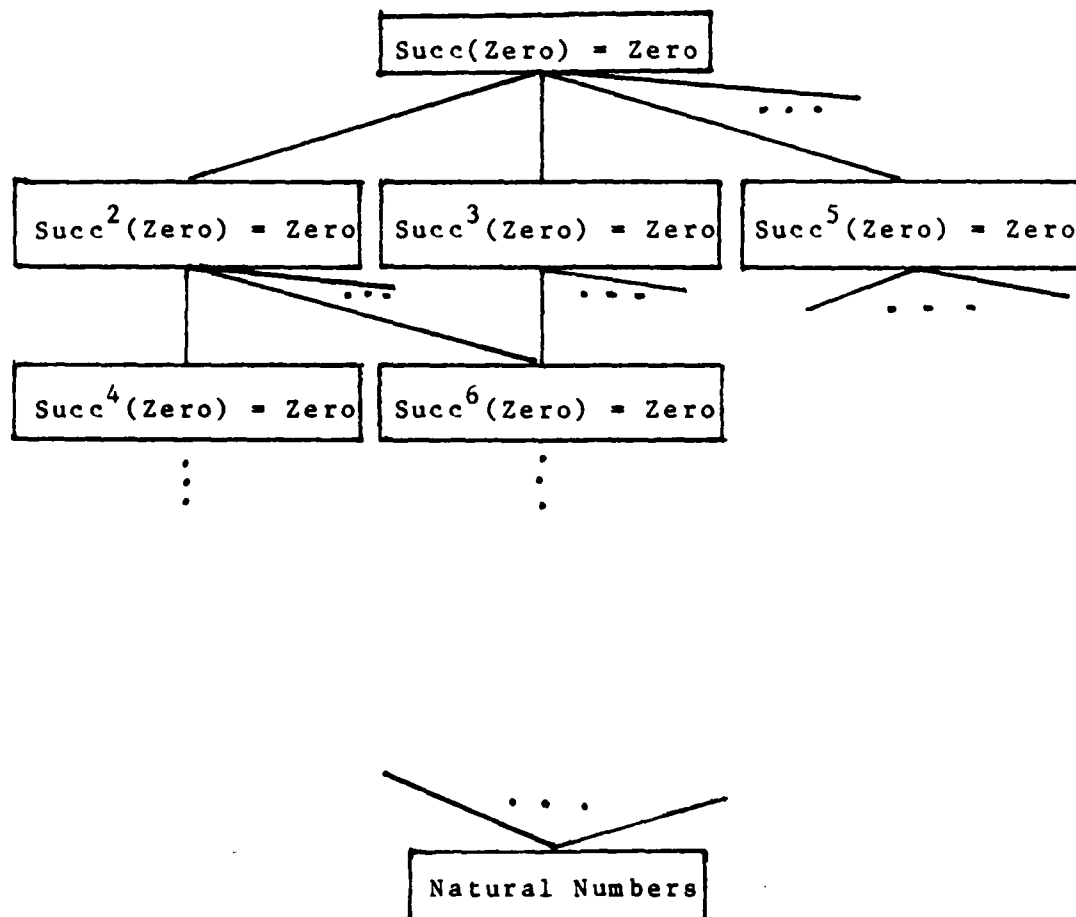 Succ(Zero) = Zero
. . .
Succ²(Zero) = Zero
Succ³(Zero) = Zero
Succ⁵(Zero) = Zero
...
. . .
. . .
Succ⁴(Zero) = Zero
Succ⁶(Zero) = Zero
. . .
Natural Numbers